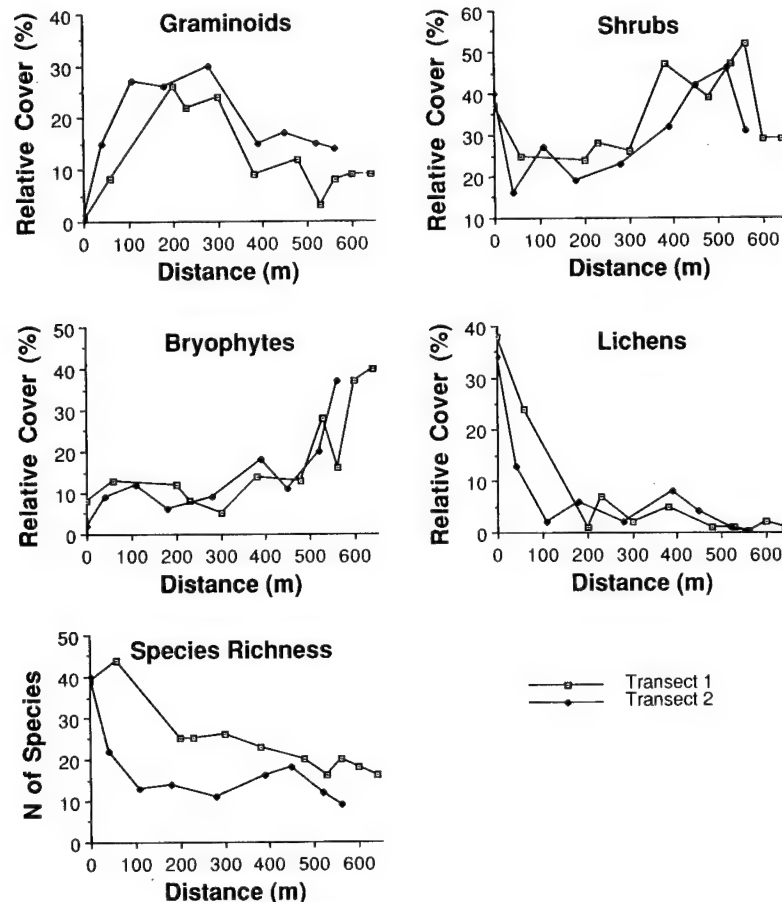 Graminoids
Relative Cover (%)
40
30
20
10
0
0 100 200 300 400 500 600
Distance (m)
Shrubs
Relative Cover (%)
60
50
40
30
20
10
0 100 200 300 400 500 600
Distance (m)
Bryophytes
Relative Cover (%)
50
40
30
20
10
0
0 100 200 300 400 500 600
Distance (m)
Lichens
Relative Cover (%)
40
30
20
10
0
0 100 200 300 400 500 600
Distance (m)
Species Richness
N of Species
50
40
30
20
10
0
0 100 200 300 400 500 600
Distance (m)
Transect 1
Transect 2